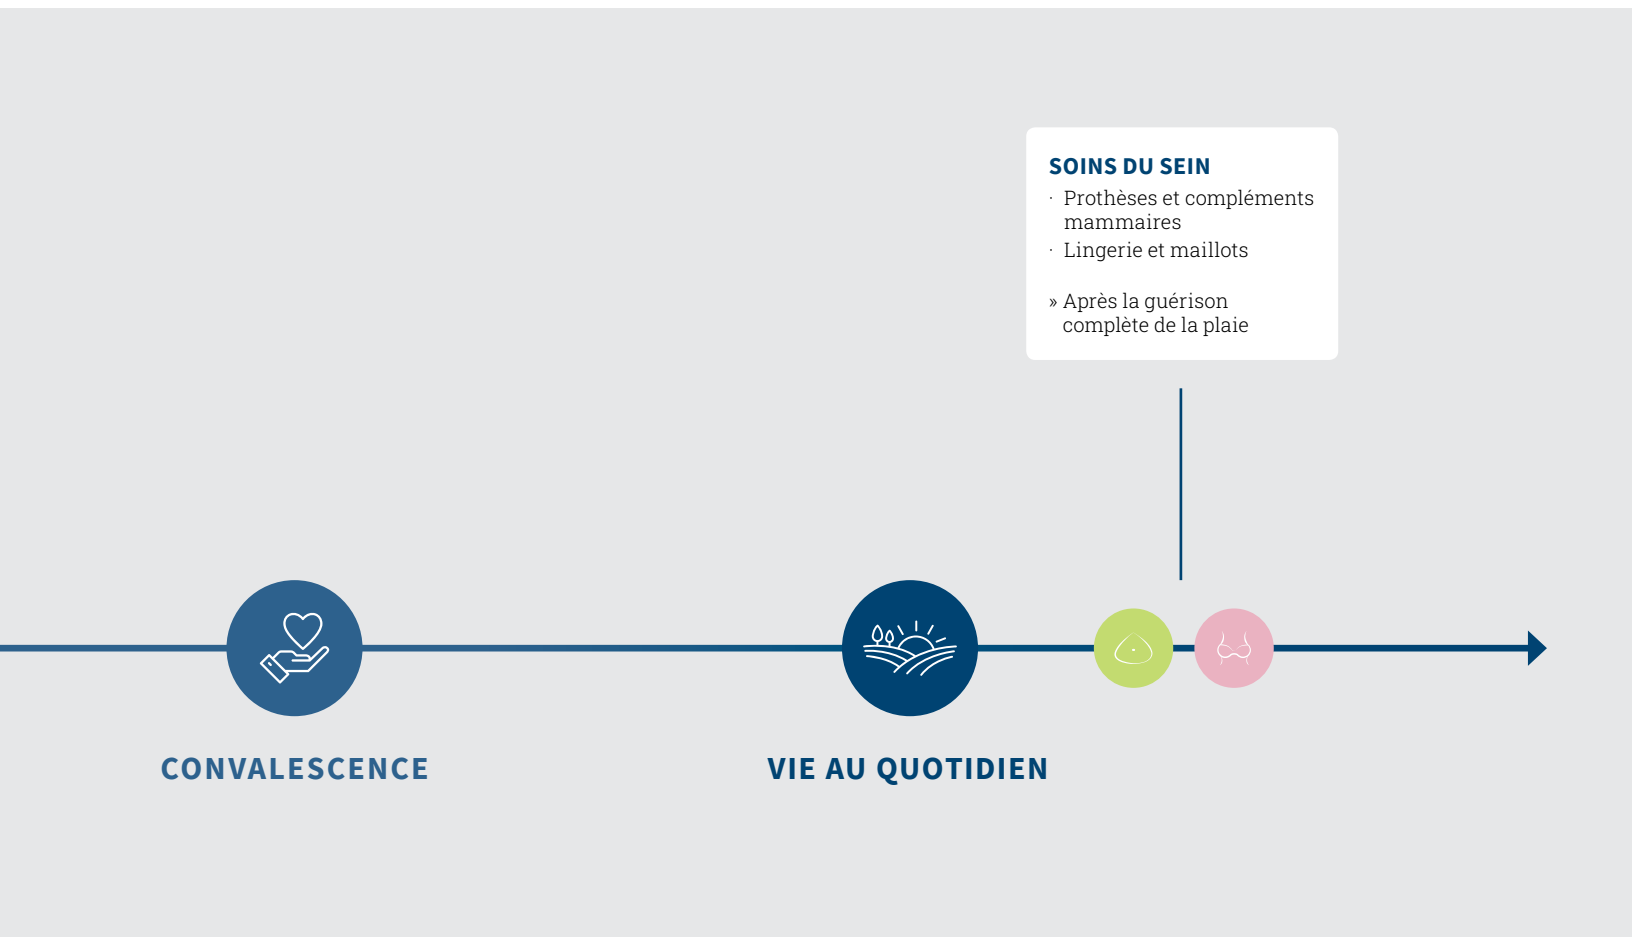 SOINS DU SEIN
· Prothèses et compléments
mammaires
· Lingerie et maillots
» Après la guérison
complète de la plaie
CONVALESCENCE
VIE AU QUOTIDIEN